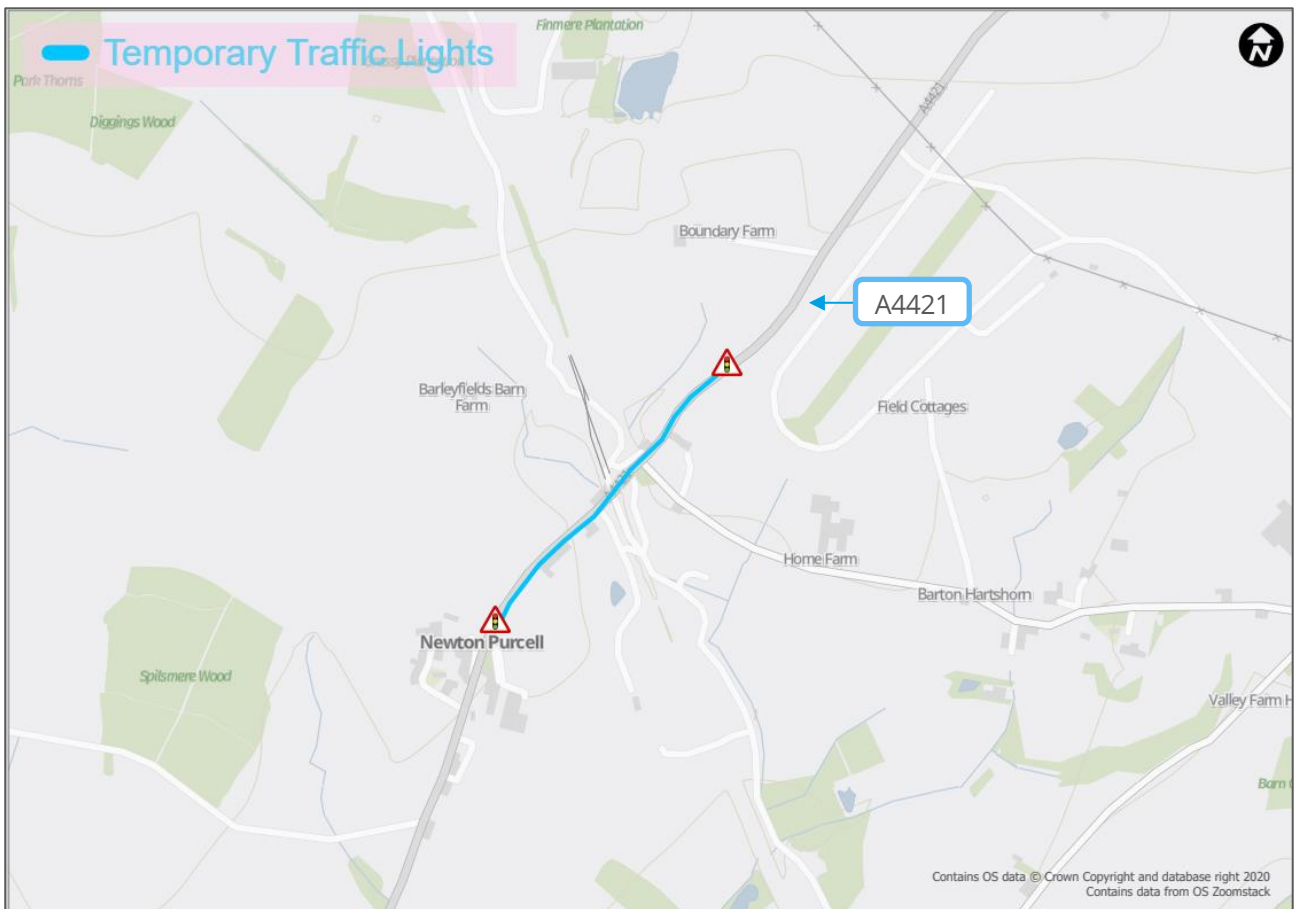 Temporary Traffic Lights
Finmere Plantation
Park Thorns
Diggings Wood
A4421
N
Boundary Farm
A4421
Barleyfields Barn
Farm
Field Cottages
A4421
Home Farm
Barton Hartshorn
Newton Purcell
Spilsmere Wood
Valley Farm H
Barn
Contains OS data © Crown Copyright and database right 2020
Contains data from OS Zoomstack